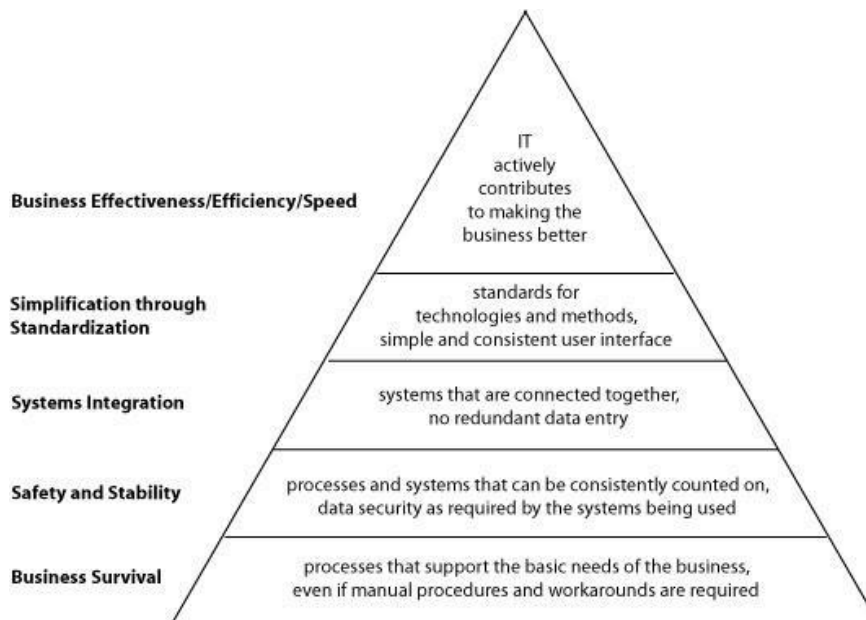 IT
actively
contributes
to making the
business better
Business Effectiveness/Efficiency/Speed
Simplification through
Standardization
standards for
technologies and methods,
simple and consistent user interface
Systems Integration
systems that are connected together,
no redundant data entry
Safety and Stability
processes and systems that can be consistently counted on,
data security as required by the systems being used
Business Survival
processes that support the basic needs of the business,
even if manual procedures and workarounds are required